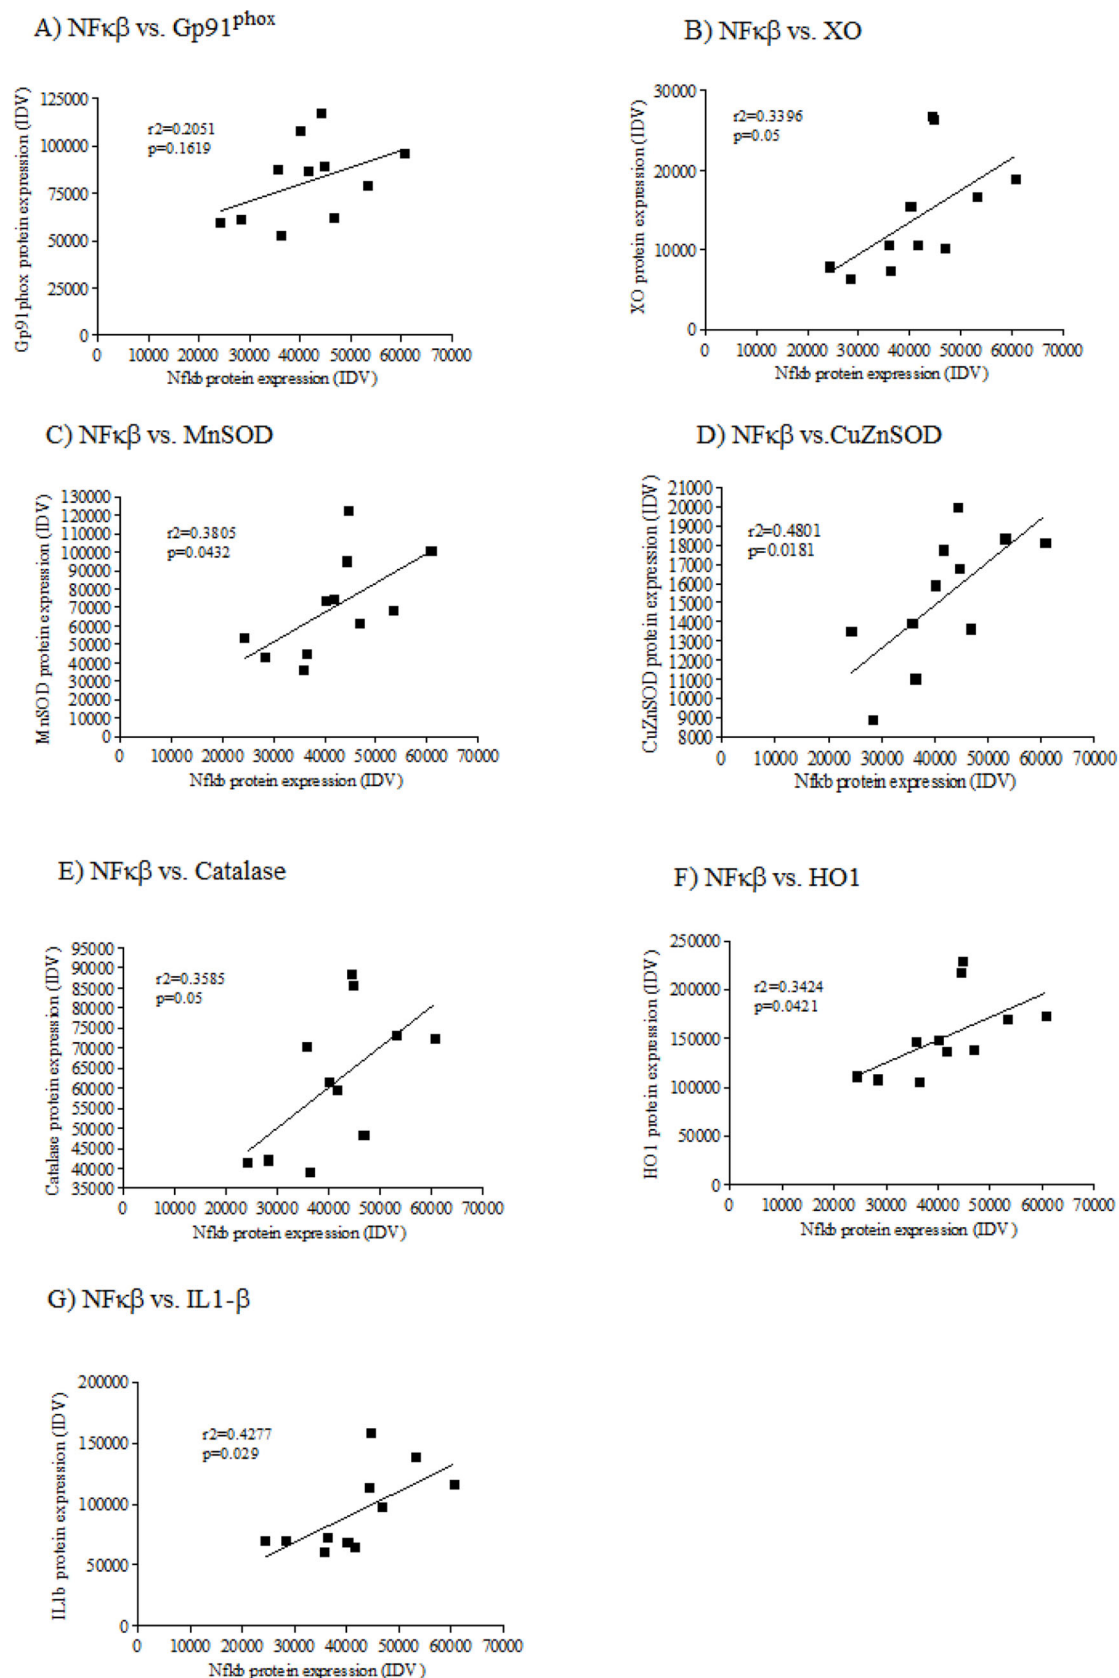 A) NFκβ vs. Gp91phox
Gp91phox protein expression (IDV)
125000
100000
75000
50000
25000
0
r2=0.2051
p=0.1619
0 10000 20000 30000 40000 50000 60000 70000
Nfkb protein expression (IDV)
B) NFκβ vs. XO
XO protein expression (IDV)
30000
20000
10000
0
r2=0.3396
p=0.05
0 10000 20000 30000 40000 50000 60000 70000
Nfkb protein expression (IDV)
C) NFκβ vs. MnSOD
MnSOD protein expression (IDV)
130000
120000
110000
100000
90000
80000
70000
60000
50000
40000
30000
20000
10000
0
r2=0.3805
p=0.0432
0 10000 20000 30000 40000 50000 60000 70000
Nfkb protein expression (IDV)
D) NFκβ vs.CuZnSOD
CuZnSOD protein expression (IDV)
21000
20000
19000
18000
17000
16000
15000
14000
13000
12000
11000
10000
9000
8000
r2=0.4801
p=0.0181
0 10000 20000 30000 40000 50000 60000 70000
Nfkb protein expression (IDV)
E) NFκβ vs. Catalase
Catalase protein expression (IDV)
95000
90000
85000
80000
75000
70000
65000
60000
55000
50000
45000
40000
35000
r2=0.3585
p=0.05
0 10000 20000 30000 40000 50000 60000 70000
Nfkb protein expression (IDV)
F) NFκβ vs. HO1
HO1 protein expression (IDV)
250000
200000
150000
100000
50000
0
r2=0.3424
p=0.0421
0 10000 20000 30000 40000 50000 60000 70000
Nfkb protein expression (IDV)
G) NFκβ vs. IL1-β
IL1b protein expression (IDV)
200000
150000
100000
50000
0
r2=0.4277
p=0.029
0 10000 20000 30000 40000 50000 60000 70000
Nfkb protein expression (IDV)